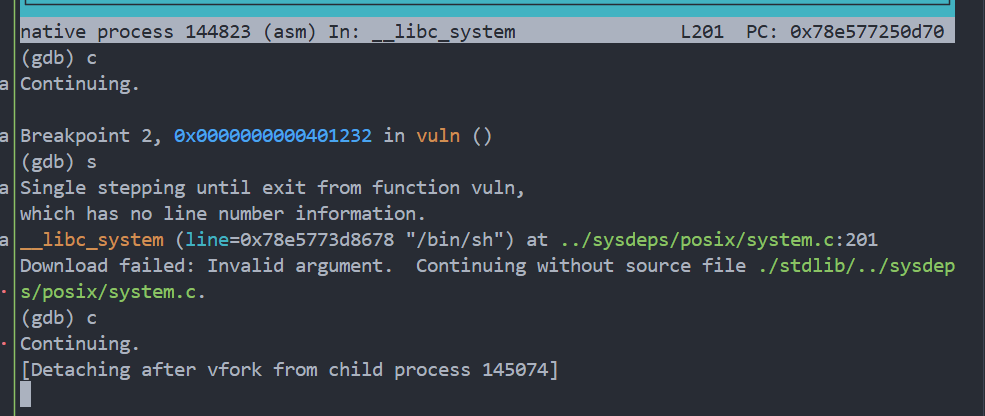 native process 144823 (asm) In: __libc_system L201 PC: 0x78e577250d70
(gdb) c
a Continuing.
a Breakpoint 2, 0x0000000000401232 in vuln ()
(gdb) s
a Single stepping until exit from function vuln,
which has no line number information.
a __libc_system (line=0x78e5773d8678 "/bin/sh") at ../sysdeps/posix/system.c:201
Download failed: Invalid argument.  Continuing without source file ./stdlib/../sysdep
s/posix/system.c.
(gdb) c
Continuing.
[Detaching after vfork from child process 145074]